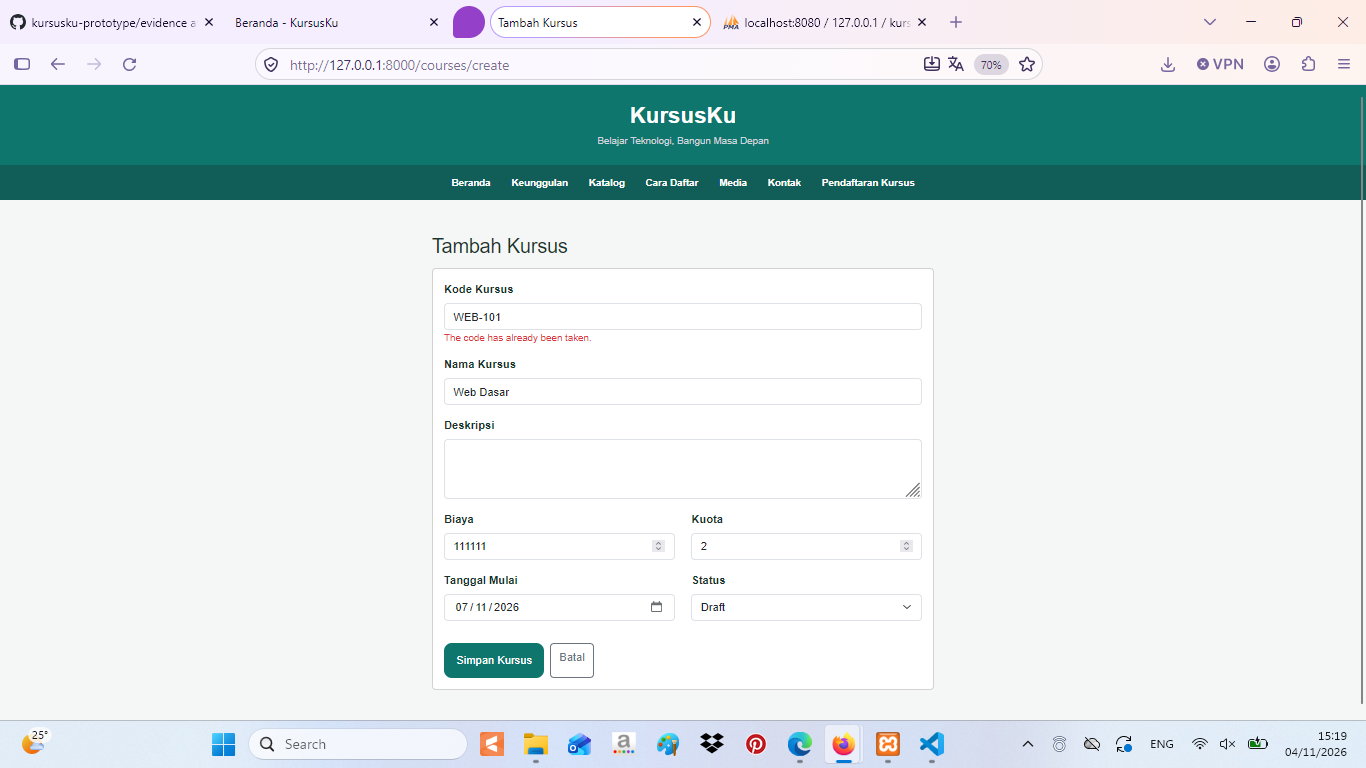 kursusku-prototype/evidence a
Beranda - KursusKu
Tambah Kursus
localhost:8080 / 127.0.0.1 / kurs
http://127.0.0.1:8000/courses/create
70%
VPN
KursusKu
Belajar Teknologi, Bangun Masa Depan
Beranda Keunggulan Katalog Cara Daftar Media Kontak Pendaftaran Kursus
Tambah Kursus
Kode Kursus
WEB-101
The code has already been taken.
Nama Kursus
Web Dasar
Deskripsi
Biaya Kuota
111111 2
Tanggal Mulai Status
07 / 11 / 2026 Draft
Simpan Kursus Batal
25°
Search
ENG
15:19
04/11/2026